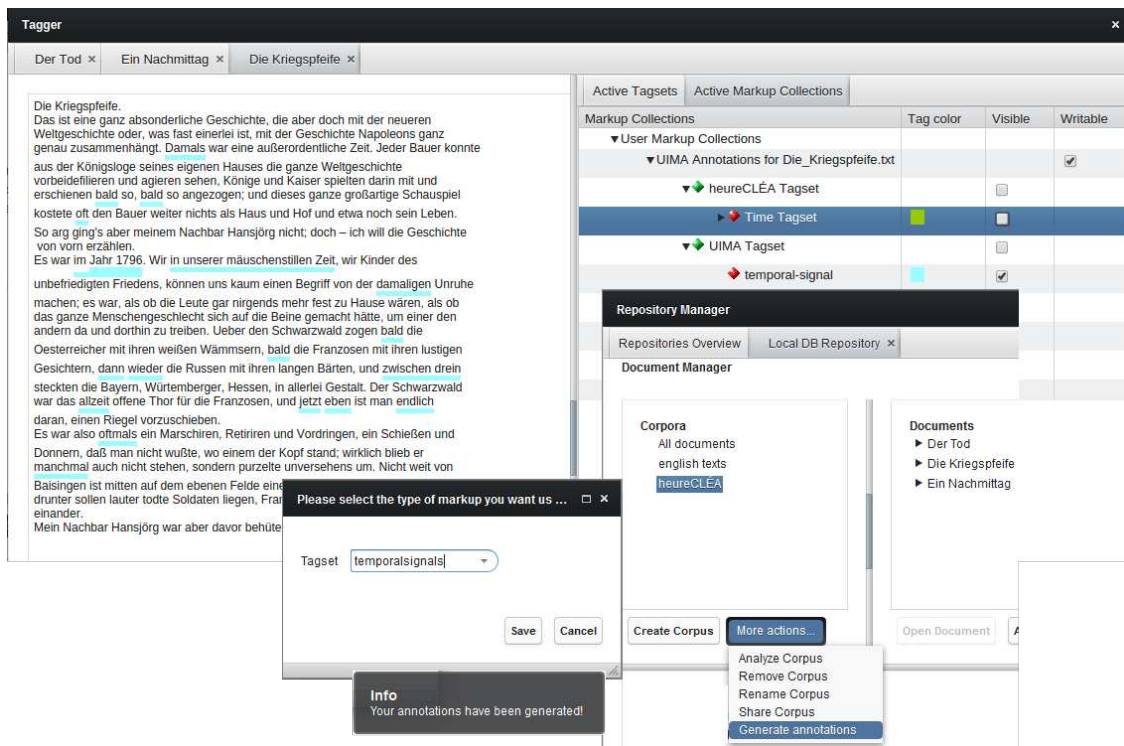 Tagger ×
Der Tod × Ein Nachmittag × Die Kriegspfeife ×
Die Kriegspfeife.
Das ist eine ganz absonderliche Geschichte, die aber doch mit der neueren
Weltgeschichte oder, was fast einerlei ist, mit der Geschichte Napoleons ganz
genau zusammenhängt. Damals war eine außerordentliche Zeit. Jeder Bauer konnte
aus der Königsloge seines eigenen Hauses die ganze Weltgeschichte
vorbeidefilieren und agieren sehen, Könige und Kaiser spielten darin mit und
erschienen bald so, bald so angezogen; und dieses ganze großartige Schauspiel
kostete oft den Bauer weiter nichts als Haus und Hof und etwa noch sein Leben.
So arg ging's aber meinem Nachbar Hansjörg nicht; doch – ich will die Geschichte
von vorn erzählen.
Es war im Jahr 1796. Wir in unserer mäuschenstillen Zeit, wir Kinder des
unbefriedigten Friedens, können uns kaum einen Begriff von der damaligen Unruhe
machen; es war, als ob die Leute gar nirgends mehr fest zu Hause wären, als ob
das ganze Menschengeschlecht sich auf die Beine gemacht hätte, um einer den
andern da und dorthin zu treiben. Ueber den Schwarzwald zogen bald die
Oesterreicher mit ihren weißen Wämmsern, bald die Franzosen mit ihren lustigen
Gesichtern, dann wieder die Russen mit ihren langen Bärten, und zwischen drein
steckten die Bayern, Würtemberger, Hessen, in allerlei Gestalt. Der Schwarzwald
war das allzeit offene Thor für die Franzosen, und jetzt eben ist man endlich
daran, einen Riegel vorzuschieben.
Es war also oftmals ein Marschiren, Retiriren und Vordringen, ein Schießen und
Donnern, daß man nicht wußte, wo einem der Kopf stand; wirklich blieb er
manchmal auch nicht stehen, sondern purzelte unversehens um. Nicht weit von
Baisingen ist mitten auf dem ebenen Felde eine
drunter sollen lauter todte Soldaten liegen, Fran
einander.
Mein Nachbar Hansjörg war aber davor behüte
Active Tagsets Active Markup Collections
Markup Collections Tag color Visible Writable
User Markup Collections
UIMA Annotations for Die_Kriegspfeife.txt
heureCLÉA Tagset
Time Tagset
UIMA Tagset
temporal-signal
Repository Manager
Repositories Overview Local DB Repository ×
Document Manager
Corpora
All documents
english texts
heureCLÉA
Documents
Der Tod
Die Kriegspfeife
Ein Nachmittag
Create Corpus More actions... Open Document A
Analyze Corpus
Remove Corpus
Rename Corpus
Share Corpus
Generate annotations
Please select the type of markup you want us ... ×
Tagset temporalsignals
Save Cancel
Info
Your annotations have been generated!